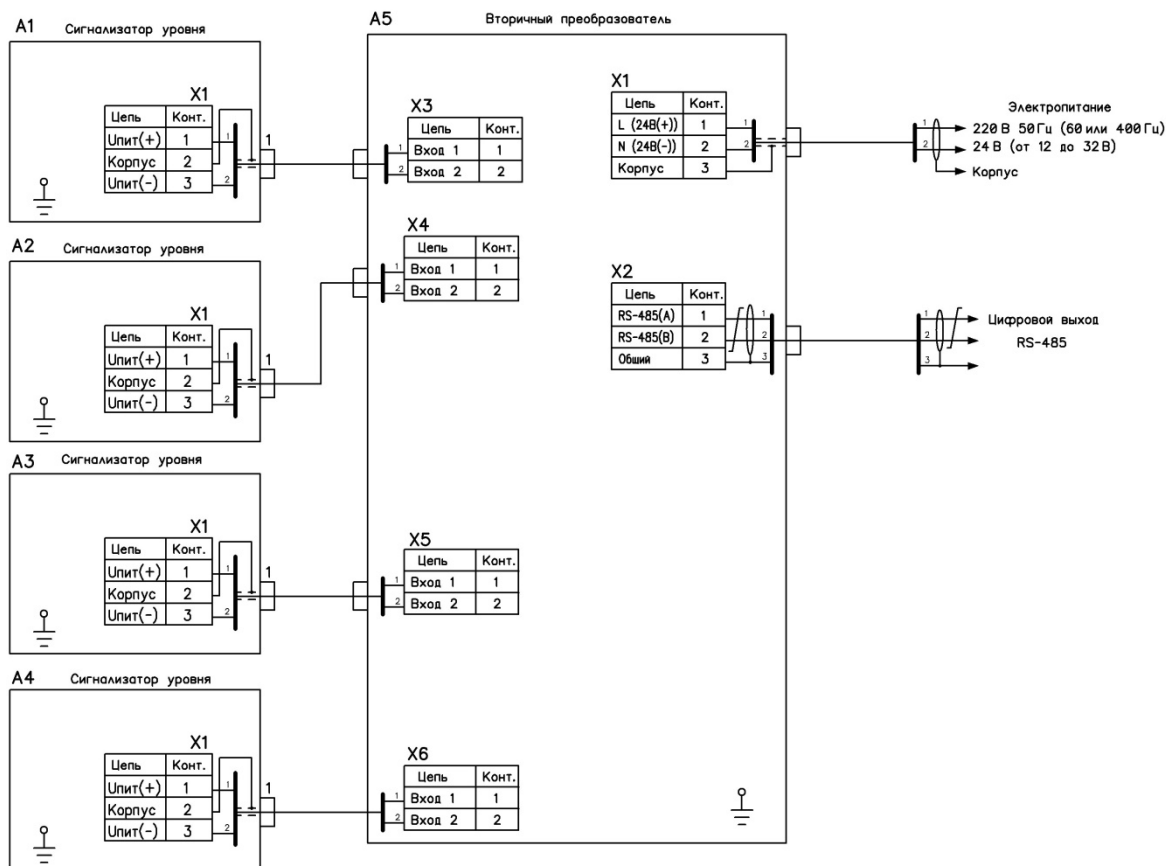 A1 Сигнализатор уровня
X1
Цепь Конт.
Uпит(+) 1
Корпус 2
Uпит(-) 3
1
2
1
A2 Сигнализатор уровня
X1
Цепь Конт.
Uпит(+) 1
Корпус 2
Uпит(-) 3
1
2
1
A3 Сигнализатор уровня
X1
Цепь Конт.
Uпит(+) 1
Корпус 2
Uпит(-) 3
1
2
1
A4 Сигнализатор уровня
X1
Цепь Конт.
Uпит(+) 1
Корпус 2
Uпит(-) 3
1
2
1
A5 Вторичный преобразователь
X3
Цепь Конт.
1 Вход 1 1
2 Вход 2 2
X4
Цепь Конт.
1 Вход 1 1
2 Вход 2 2
X5
Цепь Конт.
1 Вход 1 1
2 Вход 2 2
X6
Цепь Конт.
1 Вход 1 1
2 Вход 2 2
X1
Цепь Конт.
L (24В(+)) 1 1
N (24В(-)) 2 2
Корпус 3
X2
Цепь Конт.
RS-485(A) 1 1
RS-485(B) 2 2
Обший 3 3
Электропитание
1 220 В 50Гц (60 или 400 Гц)
2 24 В (от 12 до 32В)
Корпус
1 Цифровой выход
2 RS-485
3